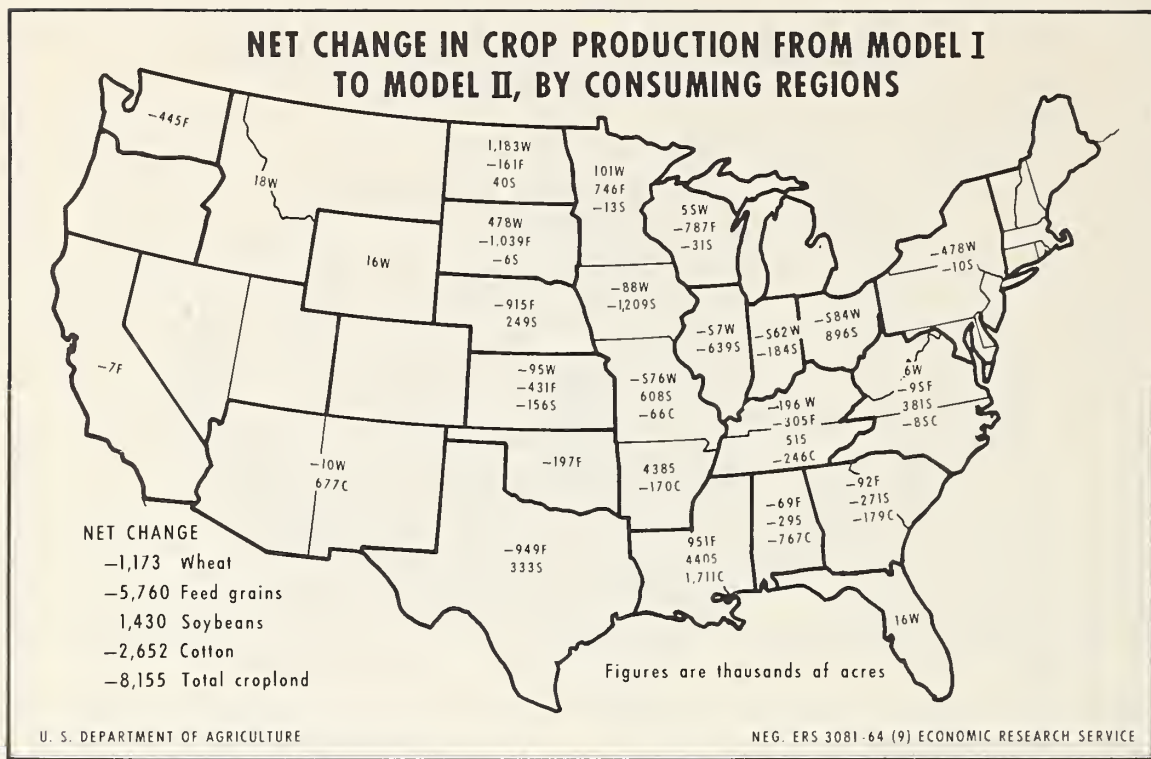 NET CHANGE IN CROP PRODUCTION FROM MODEL I
TO MODEL II, BY CONSUMING REGIONS
-445F
18W
16W
1,183W
-161F
40S
478W
-1,039F
-6S
-915F
249S
-95W
-431F
-156S
101W
746F
-13S
55W
-787F
-31S
-88W
-1,209S
-57W
-639S
-562W
-184S
-584W
896S
-478W
-10S
-576W
608S
-66C
-196W
-305F
51S
-246C
6W
-95F
381S
-85C
-7F
-10W
677C
-197F
-949F
333S
438S
-170C
951F
440S
1,711C
-69F
-29S
-767C
-92F
-271S
-179C
16W
NET CHANGE
-1,173 Wheat
-5,760 Feed grains
1,430 Soybeans
-2,652 Cotton
-8,155 Total croplond
Figures are thausands af acres
U. S. DEPARTMENT OF AGRICULTURE
NEG. ERS 3081-64 (9) ECONOMIC RESEARCH SERVICE